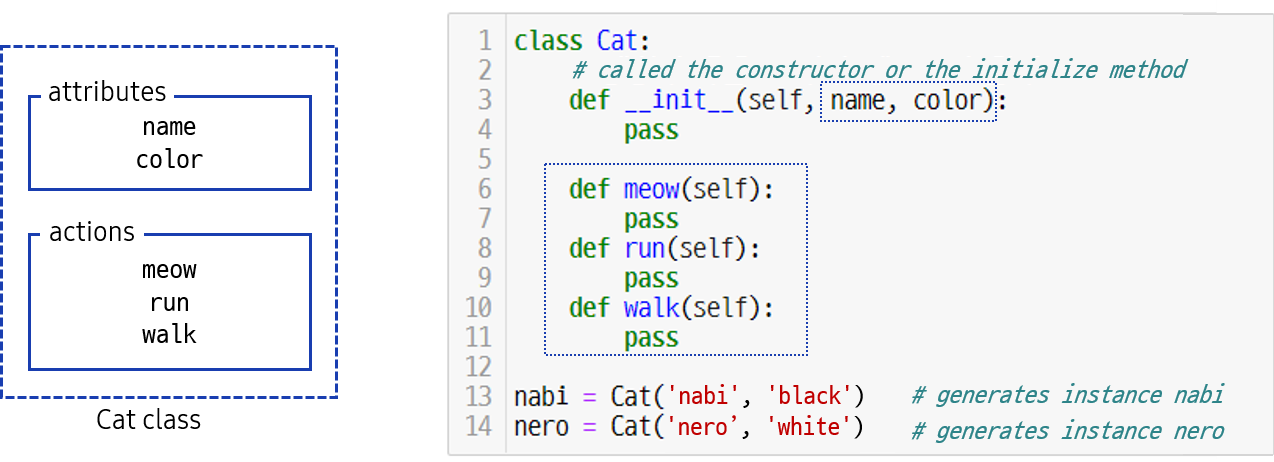 attributes
name
color
actions
meow
run
walk
Cat class
1 class Cat:
2 # called the constructor or the initialize method
3 def __init__(self, name, color):
4 pass
5
6 def meow(self):
7 pass
8 def run(self):
9 pass
10 def walk(self):
11 pass
12
13 nabi = Cat('nabi', 'black') # generates instance nabi
14 nero = Cat('nero’, 'white') # generates instance nero